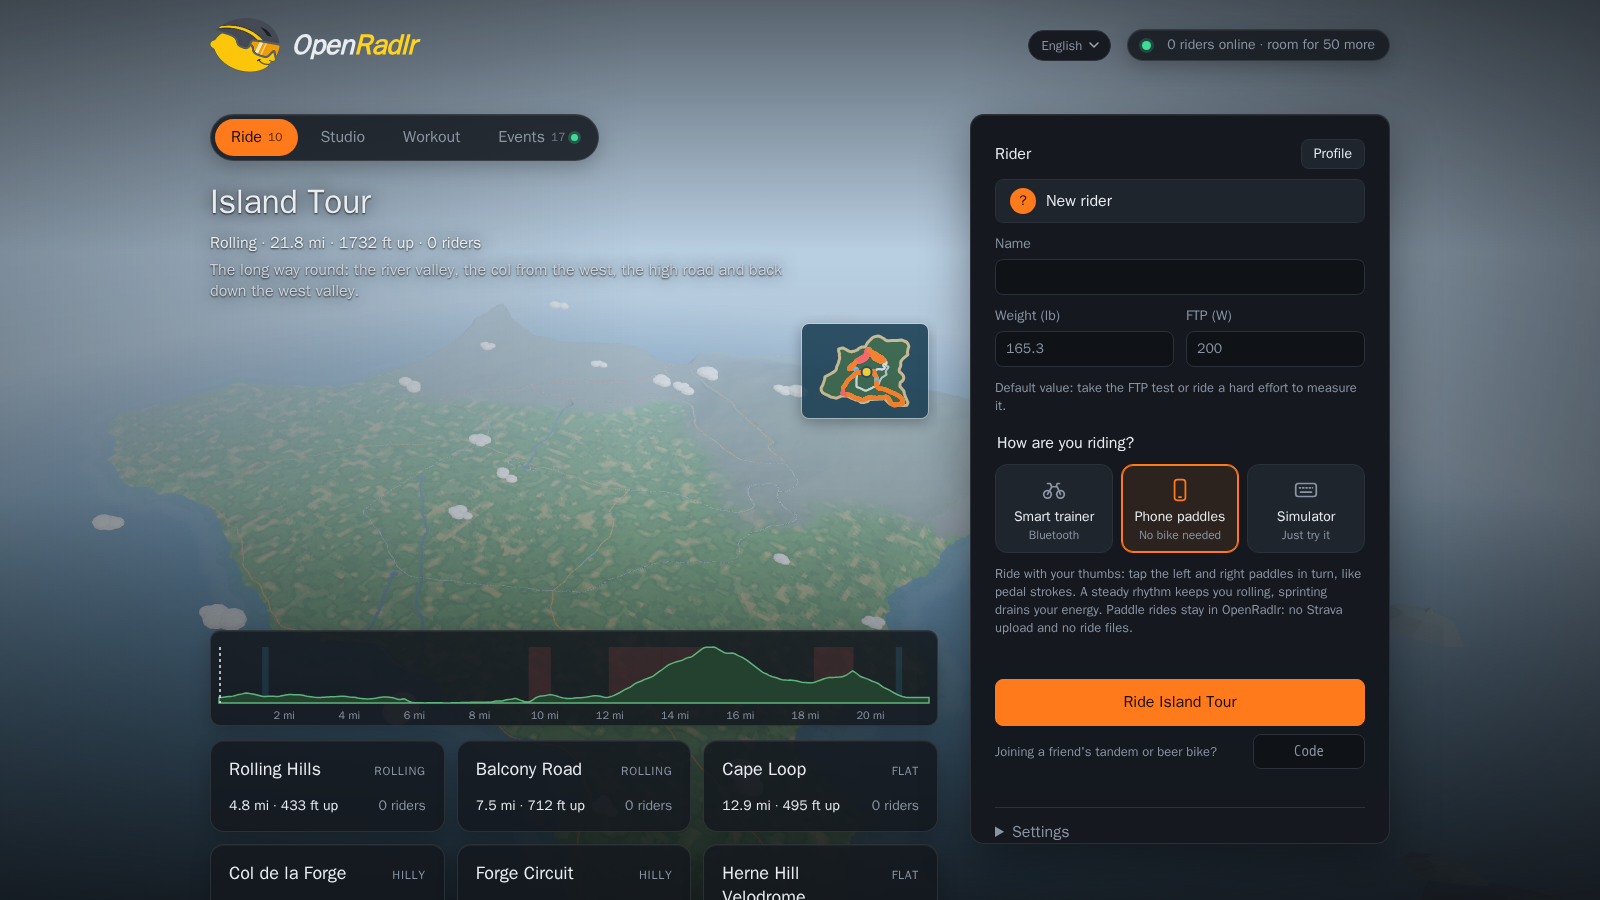 OpenRadlr
English
0 riders online · room for 50 more
Ride 10
Studio
Workout
Events 17
Island Tour
Rolling · 21.8 mi · 1732 ft up · 0 riders
The long way round: the river valley, the col from the west, the high road and back
down the west valley.
2 mi 4 mi 6 mi 8 mi 10 mi 12 mi 14 mi 16 mi 18 mi 20 mi
Rolling Hills ROLLING
4.8 mi · 433 ft up 0 riders
Balcony Road ROLLING
7.5 mi · 712 ft up 0 riders
Cape Loop FLAT
12.9 mi · 495 ft up 0 riders
Col de la Forge HILLY
Forge Circuit HILLY
Herne Hill FLAT
Velodrome
Rider
Profile
? New rider
Name
Weight (lb) FTP (W)
165.3 200
Default value: take the FTP test or ride a hard effort to measure
it.
How are you riding?
Smart trainer
Bluetooth
Phone paddles
No bike needed
Simulator
Just try it
Ride with your thumbs: tap the left and right paddles in turn, like
pedal strokes. A steady rhythm keeps you rolling, sprinting
drains your energy. Paddle rides stay in OpenRadlr: no Strava
upload and no ride files.
Ride Island Tour
Joining a friend's tandem or beer bike? Code
Settings